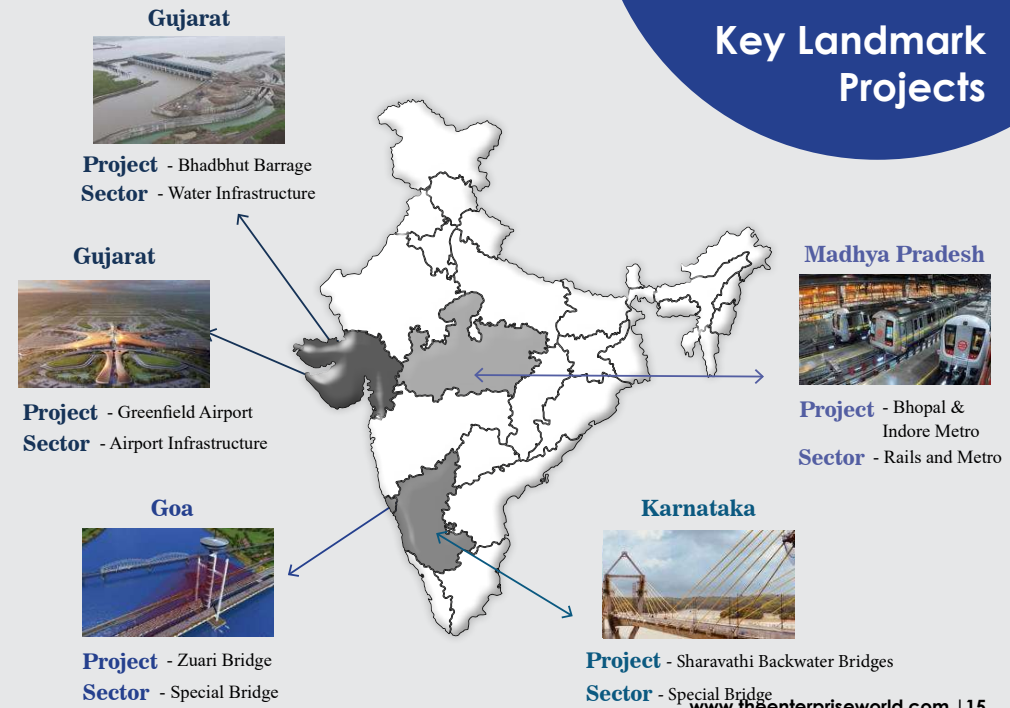 Key Landmark
Projects
Gujarat
Project - Bhadbhut Barrage
Sector - Water Infrastructure
Gujarat
Project - Greenfield Airport
Sector - Airport Infrastructure
Madhya Pradesh
Project - Bhopal &
Indore Metro
Sector - Rails and Metro
Goa
Project - Zuari Bridge
Sector - Special Bridge
Karnataka
Project - Sharavathi Backwater Bridges
Sector - Special Bridge
www.theenterpriseworld.com | 15